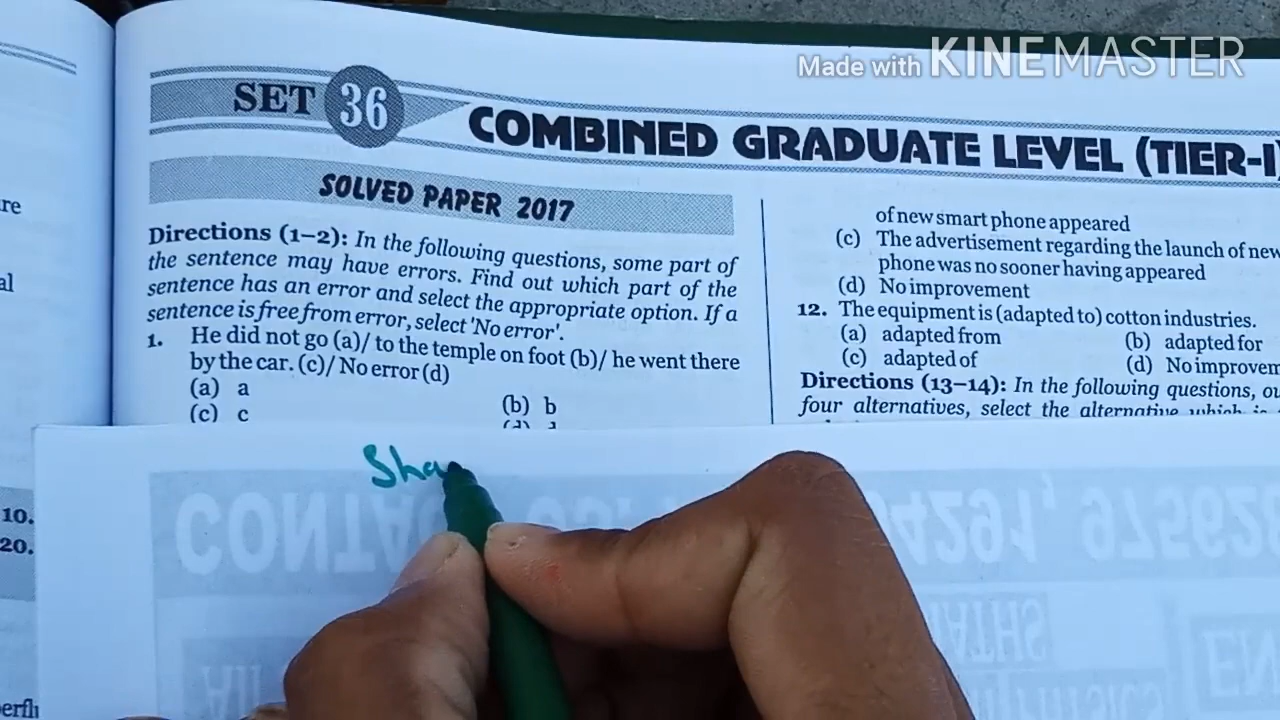 Made with KINEMASTER
SET 36
COMBINED GRADUATE LEVEL (TIER-I)
SOLVED PAPER 2017
Directions (1–2): In the following questions, some part of
the sentence may have errors. Find out which part of the
sentence has an error and select the appropriate option. If a
sentence is free from error, select 'No error'.
1. He did not go (a)/ to the temple on foot (b)/ he went there
by the car. (c)/ No error (d)
(a) a
(b) b
(c) c
of new smart phone appeared
(c) The advertisement regarding the launch of new
phone was no sooner having appeared
(d) No improvement
12. The equipment is (adapted to) cotton industries.
(a) adapted from
(b) adapted for
(c) adapted of
(d) No improvem
Directions (13–14): In the following questions, ou
four alternatives, select the alternative which is
10.
20.
Sha